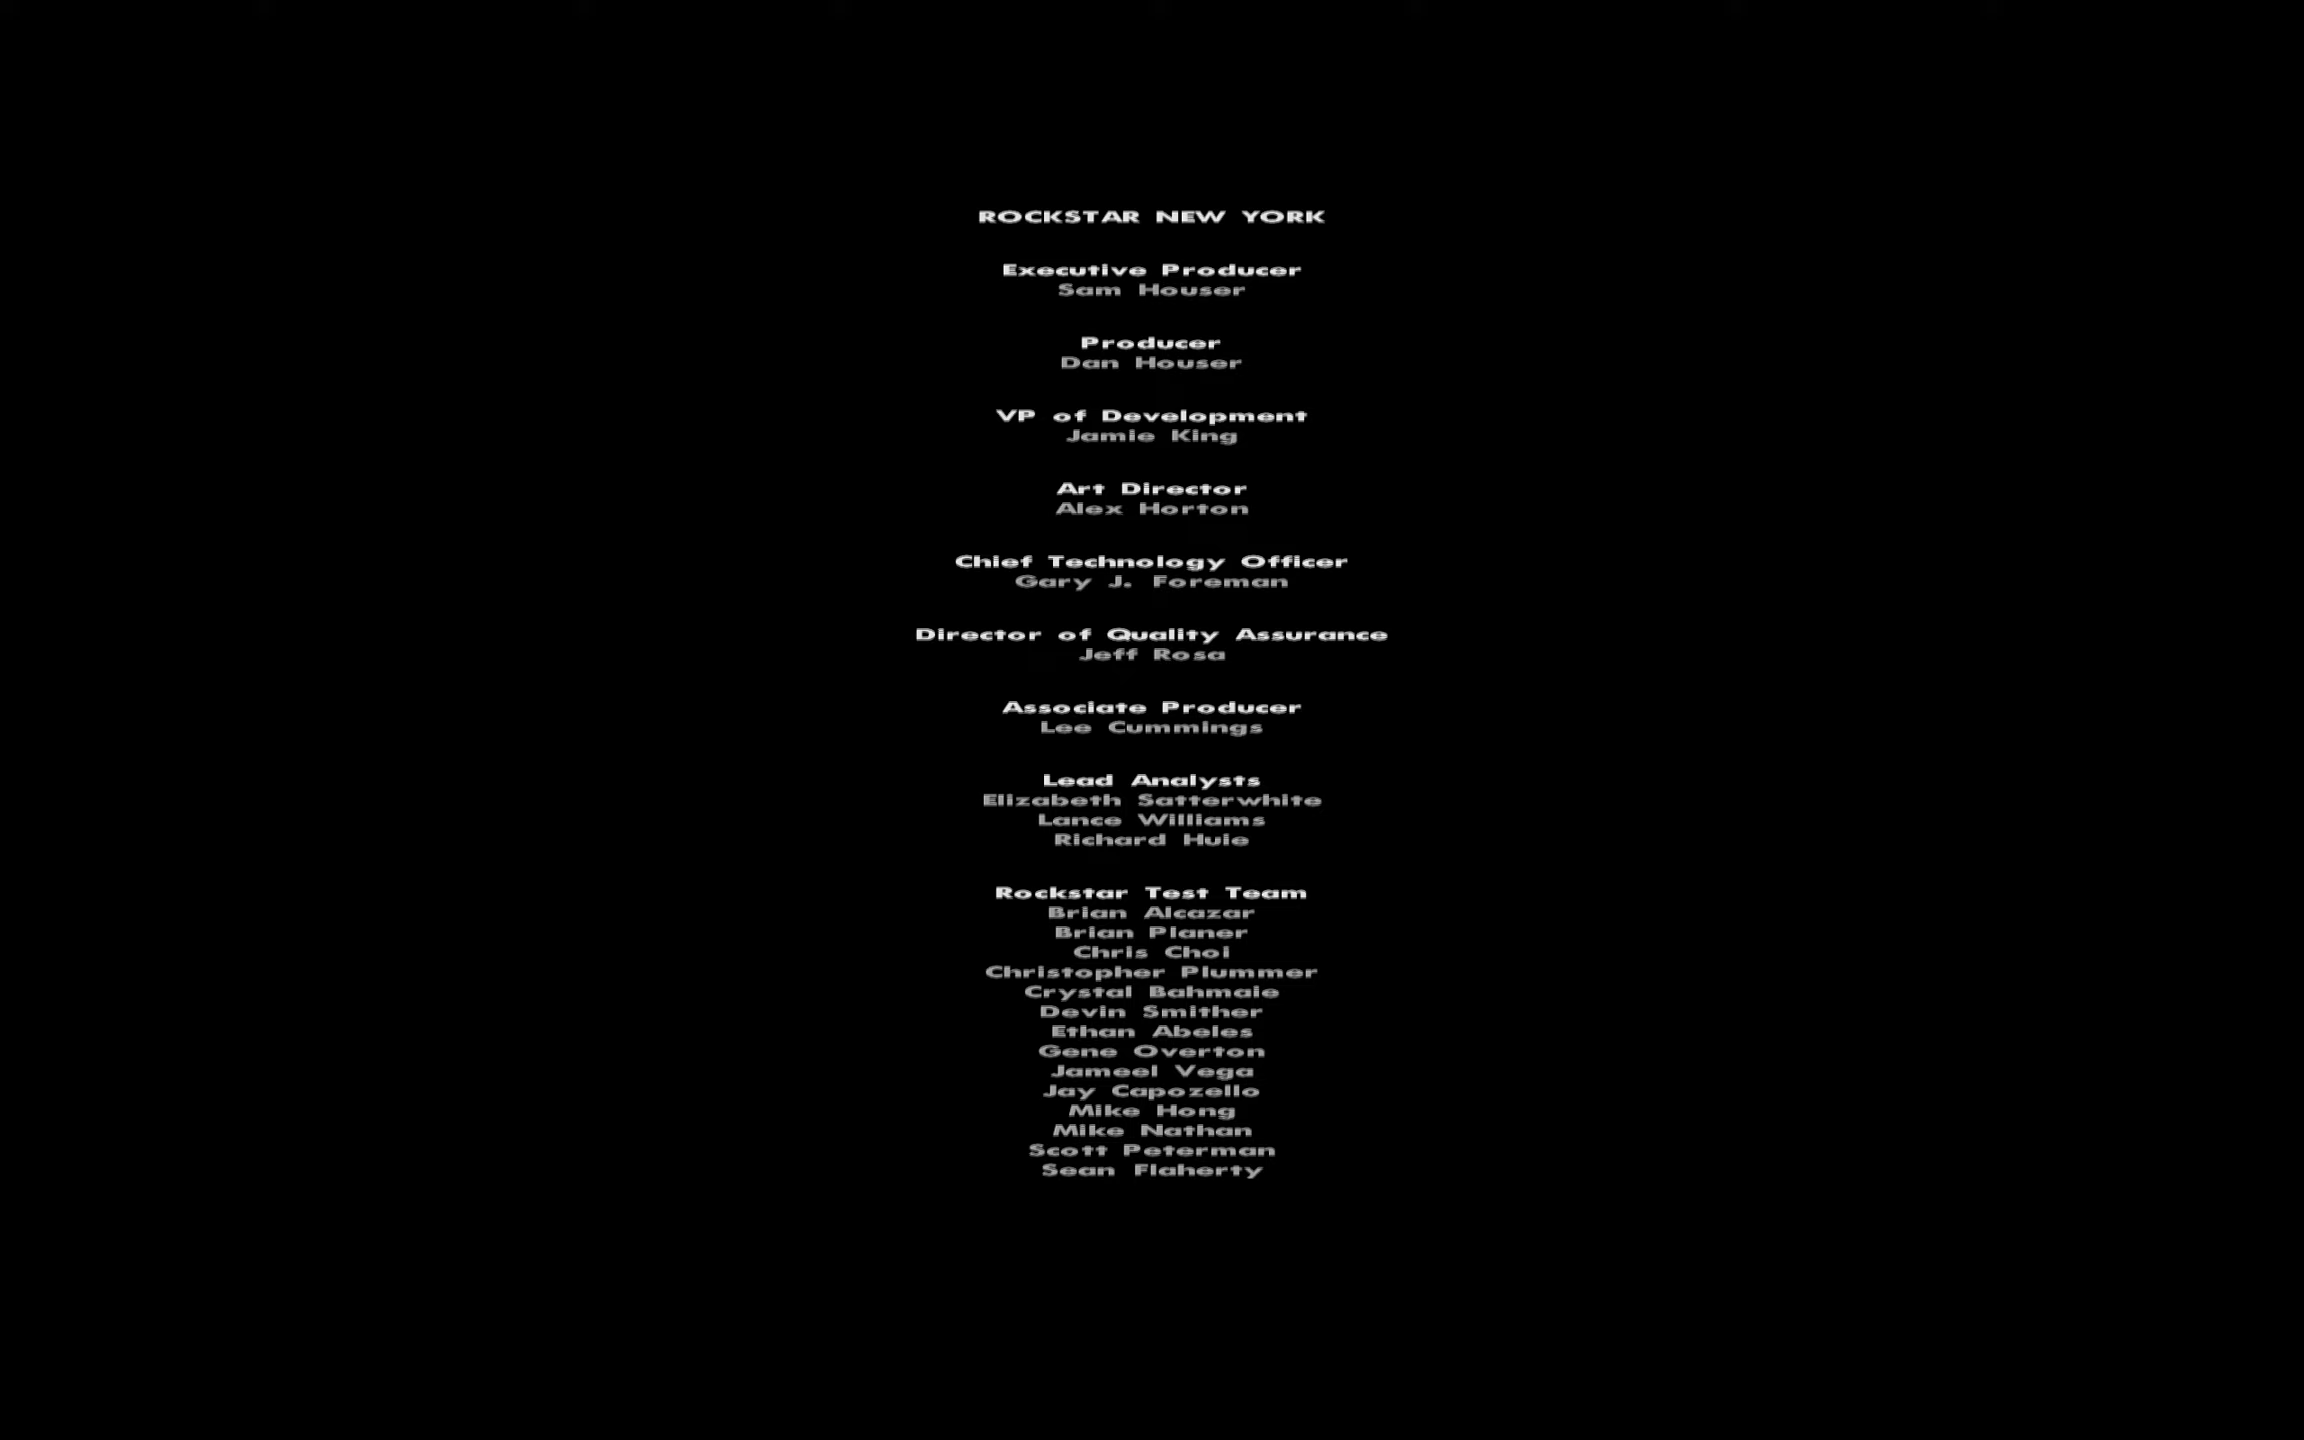 ROCKSTAR NEW YORK
Executive Producer
Sam Houser
Producer
Dan Houser
VP of Development
Jamie King
Art Director
Alex Horton
Chief Technology Officer
Gary J. Foreman
Director of Quality Assurance
Jeff Rosa
Associate Producer
Lee Cummings
Lead Analysts
Elizabeth Satterwhite
Lance Williams
Richard Huie
Rockstar Test Team
Brian Alcazar
Brian Planer
Chris Choi
Christopher Plummer
Crystal Bahmaie
Devin Smither
Ethan Abeles
Gene Overton
Jameel Vega
Jay Capozello
Mike Hong
Mike Nathan
Scott Peterman
Sean Flaherty